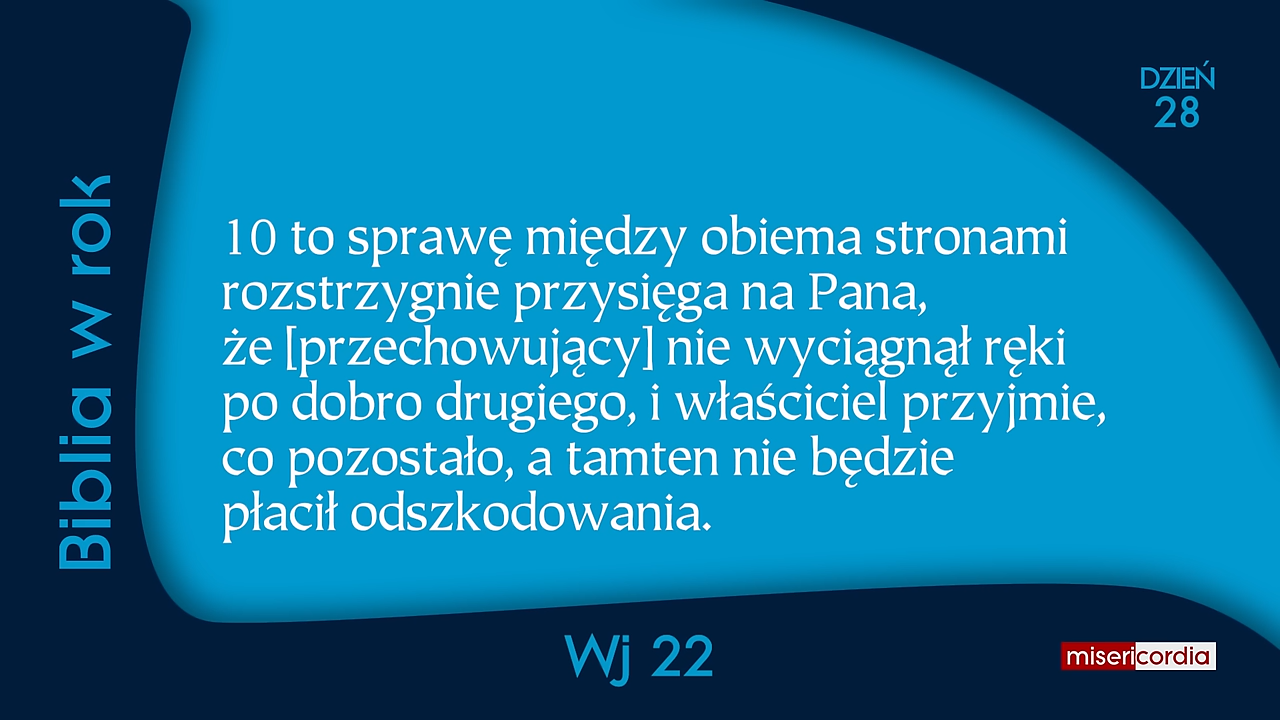 DZIEŃ
28
Biblia w rok
10 to sprawę między obiema stronami
rozstrzygnie przysięga na Pana,
że [przechowujący] nie wyciągnął ręki
po dobro drugiego, i właściciel przyjmie,
co pozostało, a tamten nie będzie
płacił odszkodowania.
Wj 22
misericordia